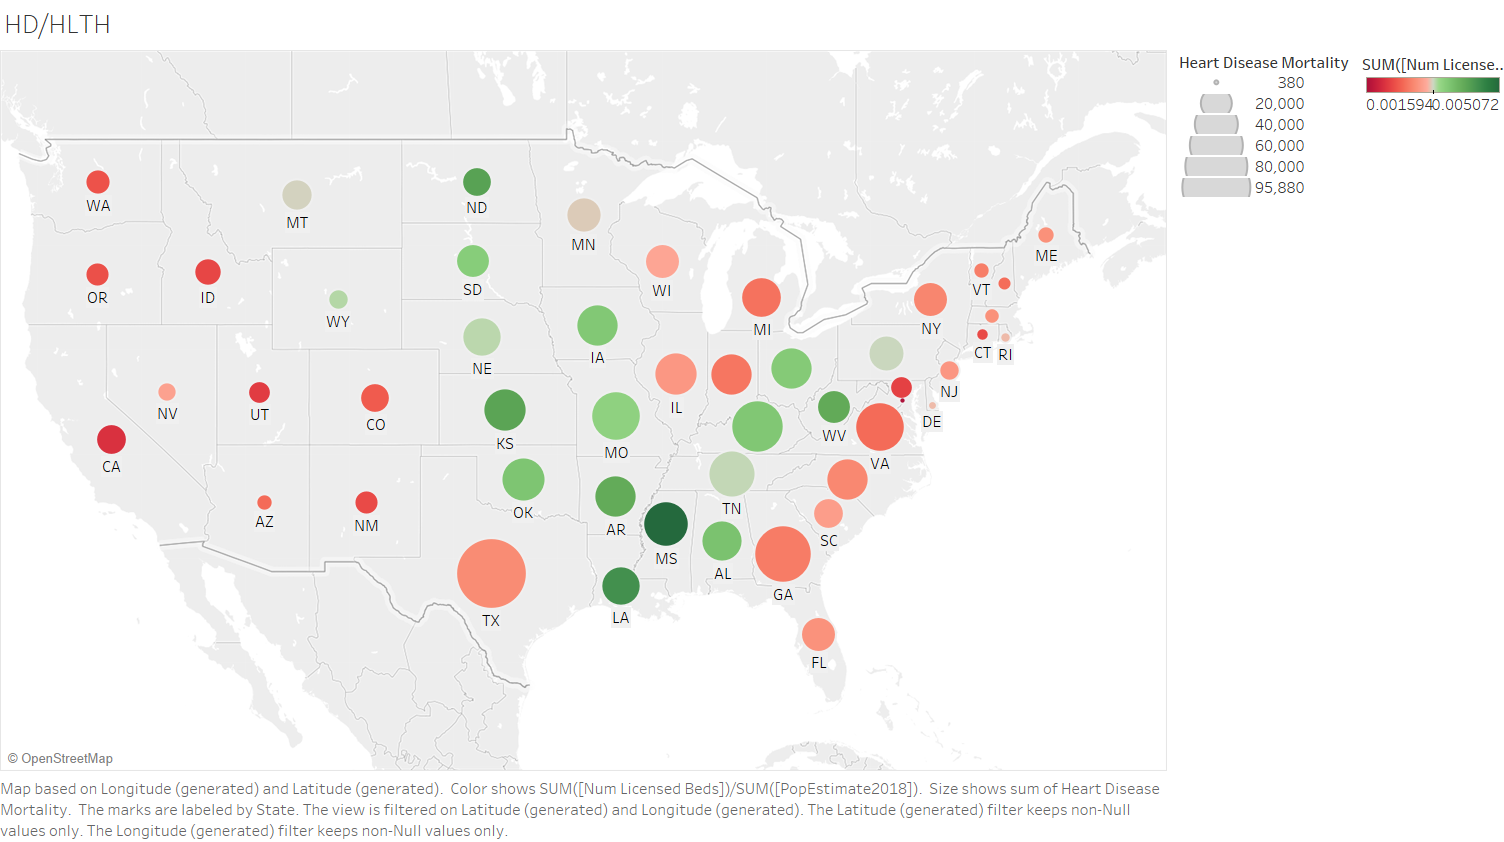 HD/HLTH
Heart Disease Mortality
380
20,000
40,000
60,000
80,000
95,880
SUM([Num License..
0.001594 0.005072
WA
MT
ND
MN
ME
OR
ID
WY
SD
WI
MI
NY
VT
CT
RI
NE
IA
IL
NJ
NV
UT
CO
KS
MO
WV
DE
CA
VA
AZ
NM
OK
AR
TN
SC
MS
AL
GA
TX
LA
FL
© OpenStreetMap
Map based on Longitude (generated) and Latitude (generated). Color shows SUM([Num Licensed Beds])/SUM([PopEstimate2018]). Size shows sum of Heart Disease
Mortality. The marks are labeled by State. The view is filtered on Latitude (generated) and Longitude (generated). The Latitude (generated) filter keeps non-Null
values only. The Longitude (generated) filter keeps non-Null values only.